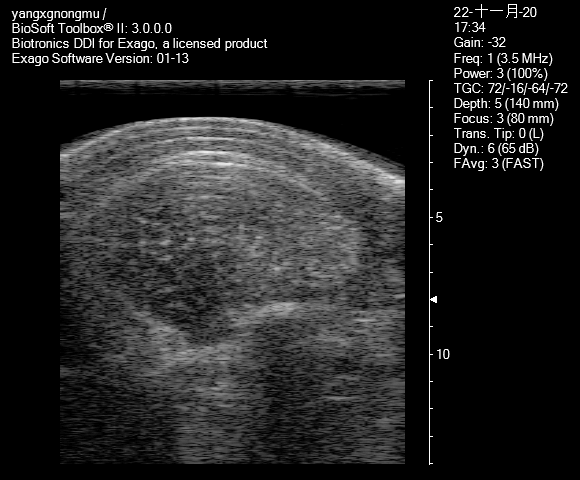 yangxgnongmu /
BioSoft Toolbox® II: 3.0.0.0
Biotronics DDI for Exago, a licensed product
Exago Software Version: 01-13
22-十一月-20
17:34
Gain: -32
Freq: 1 (3.5 MHz)
Power: 3 (100%)
TGC: 72/-16/-64/-72
Depth: 5 (140 mm)
Focus: 3 (80 mm)
Trans. Tip: 0 (L)
Dyn.: 6 (65 dB)
FAvg: 3 (FAST)
5
10